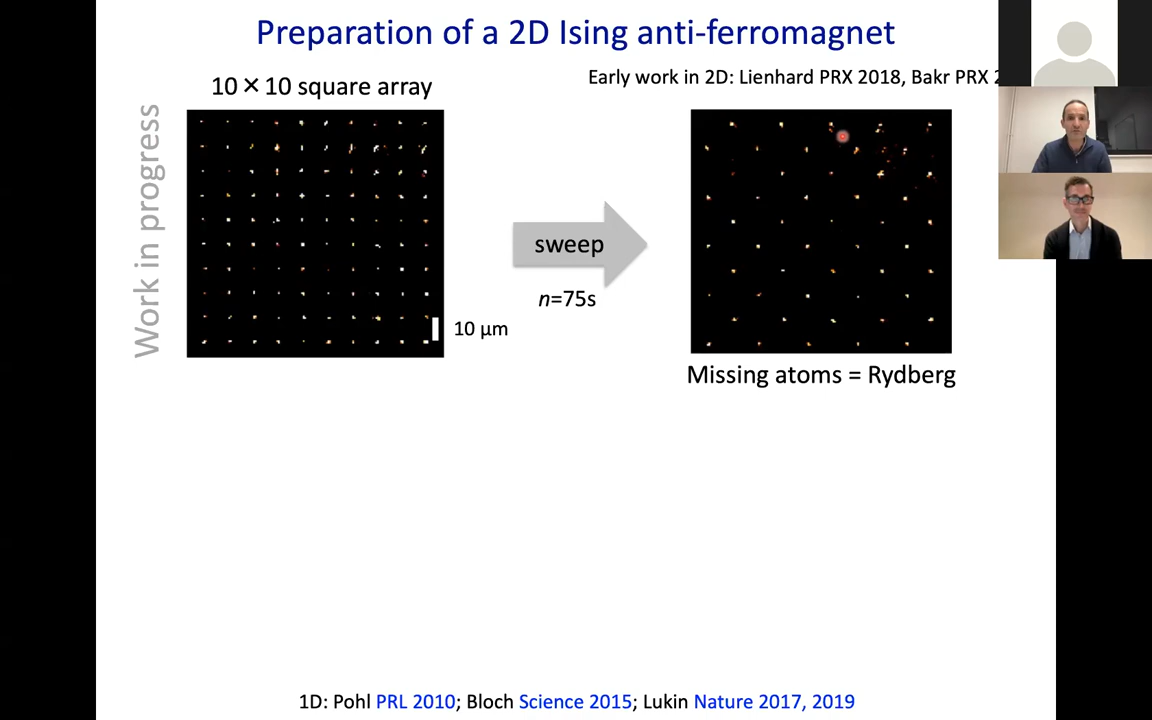 Preparation of a 2D Ising anti-ferromagnet
10 × 10 square array
Early work in 2D: Lienhard PRX 2018, Bakr PRX
Work in progress
sweep
n=75s
10 μm
Missing atoms = Rydberg
1D: Pohl PRL 2010; Bloch Science 2015; Lukin Nature 2017, 2019